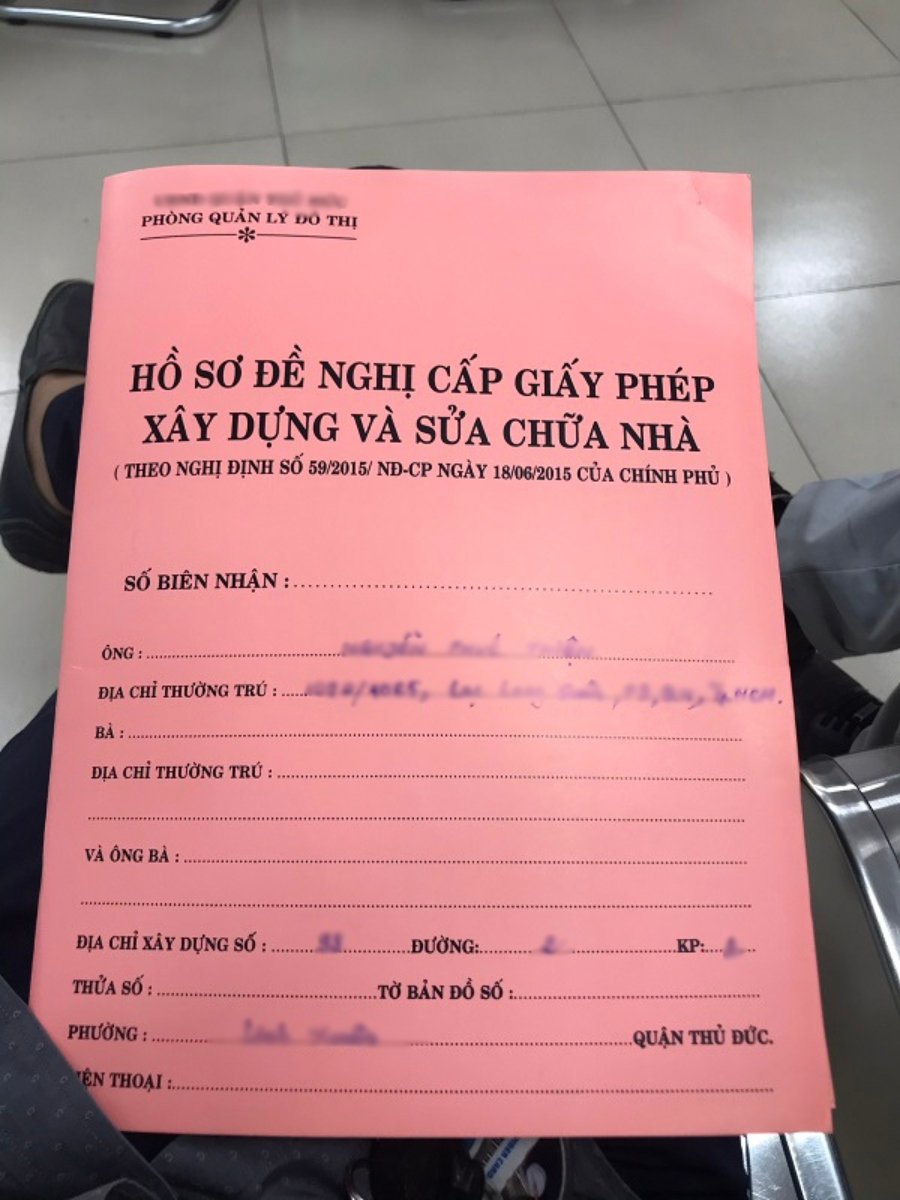 PHÒNG QUẢN LÝ ĐÔ THỊ
HỒ SƠ ĐỀ NGHỊ CẤP GIẤY PHÉP
XÂY DỰNG VÀ SỬA CHỮA NHÀ
( THEO NGHỊ ĐỊNH SỐ 59/2015/ NĐ-CP NGÀY 18/06/2015 CỦA CHÍNH PHỦ )
SỐ BIÊN NHẬN :
ÔNG :
ĐỊA CHỈ THƯỜNG TRÚ : HCM.
BÀ :
ĐỊA CHỈ THƯỜNG TRÚ :
VÀ ÔNG BÀ :
ĐỊA CHỈ XÂY DỰNG SỐ : ĐƯỜNG: KP:
THỬA SỐ : TỜ BẢN ĐỒ SỐ :
PHƯỜNG : QUẬN THỦ ĐỨC.
IỆN THOẠI :